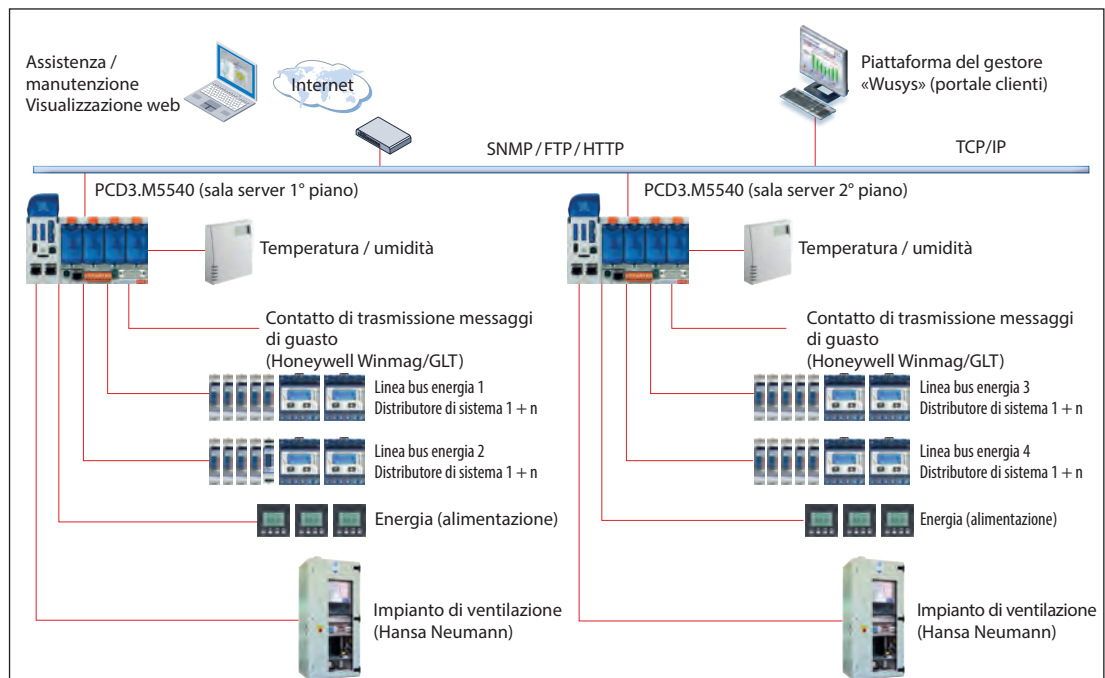 Assistenza /
manutenzione
Visualizzazione web
Internet
Piattaforma del gestore
«Wusys» (portale clienti)
SNMP / FTP / HTTP
TCP/IP
PCD3.M5540 (sala server 1° piano)
PCD3.M5540 (sala server 2° piano)
Temperatura / umidità
Temperatura / umidità
Contatto di trasmissione messaggi
di guasto
(Honeywell Winmag/GLT)
Contatto di trasmissione messaggi
di guasto
(Honeywell Winmag/GLT)
Linea bus energia 1
Distributore di sistema 1 + n
Linea bus energia 3
Distributore di sistema 1 + n
Linea bus energia 2
Distributore di sistema 1 + n
Linea bus energia 4
Distributore di sistema 1 + n
Energia (alimentazione)
Energia (alimentazione)
Impianto di ventilazione
(Hansa Neumann)
Impianto di ventilazione
(Hansa Neumann)